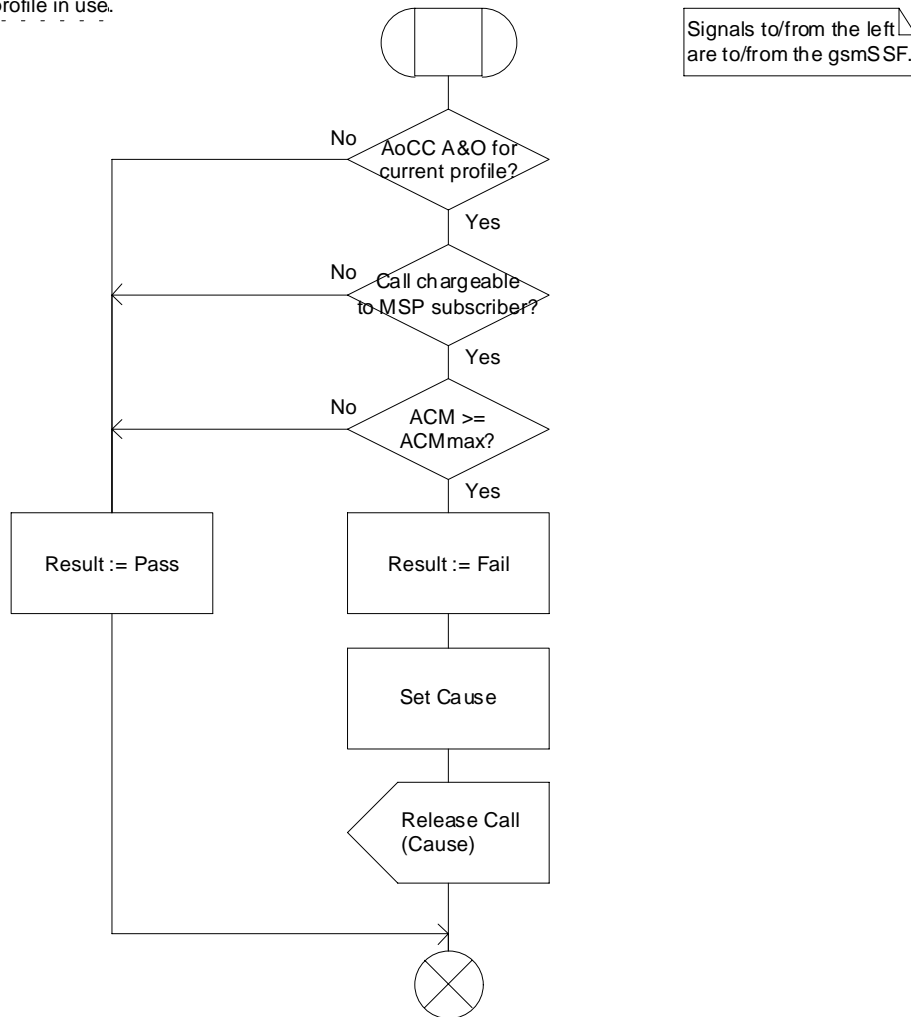 profile in use.
Signals to/from the left
are to/from the gsmSSF.
No
AoCC A&O for
current profile?
Yes
No
Call chargeable
to MSP subscriber?
Yes
No
ACM >=
ACMmax?
Yes
Result := Pass
Result := Fail
Set Cause
Release Call
(Cause)